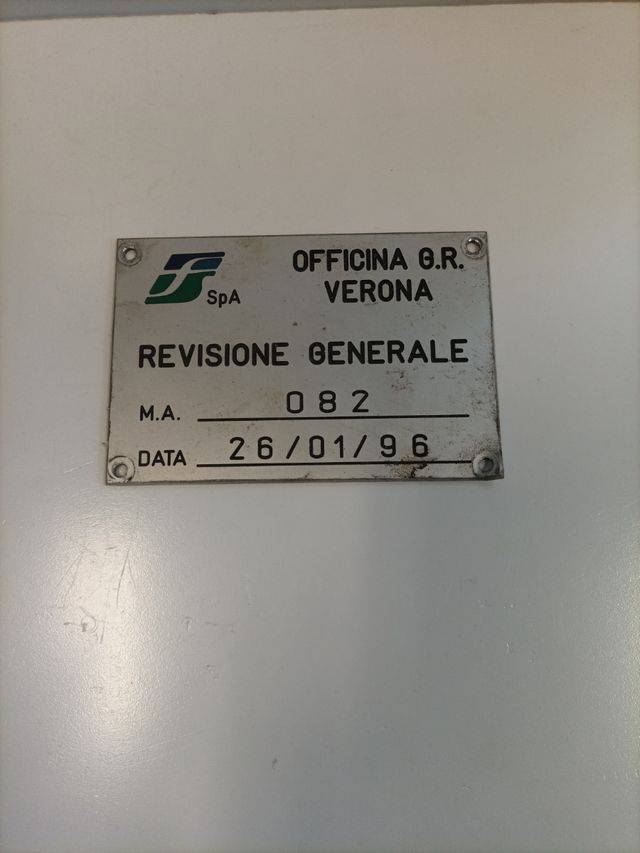 FS SpA
OFFICINA G.R.
VERONA
REVISIONE GENERALE
M.A. 082
DATA 26/01/96